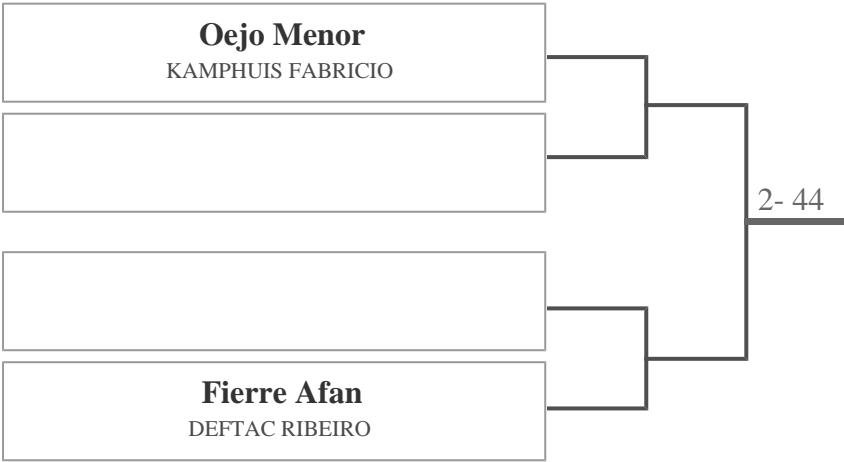 Oejo Menor
KAMPHUIS FABRICIO
2- 44
Fierre Afan
DEFTAC RIBEIRO